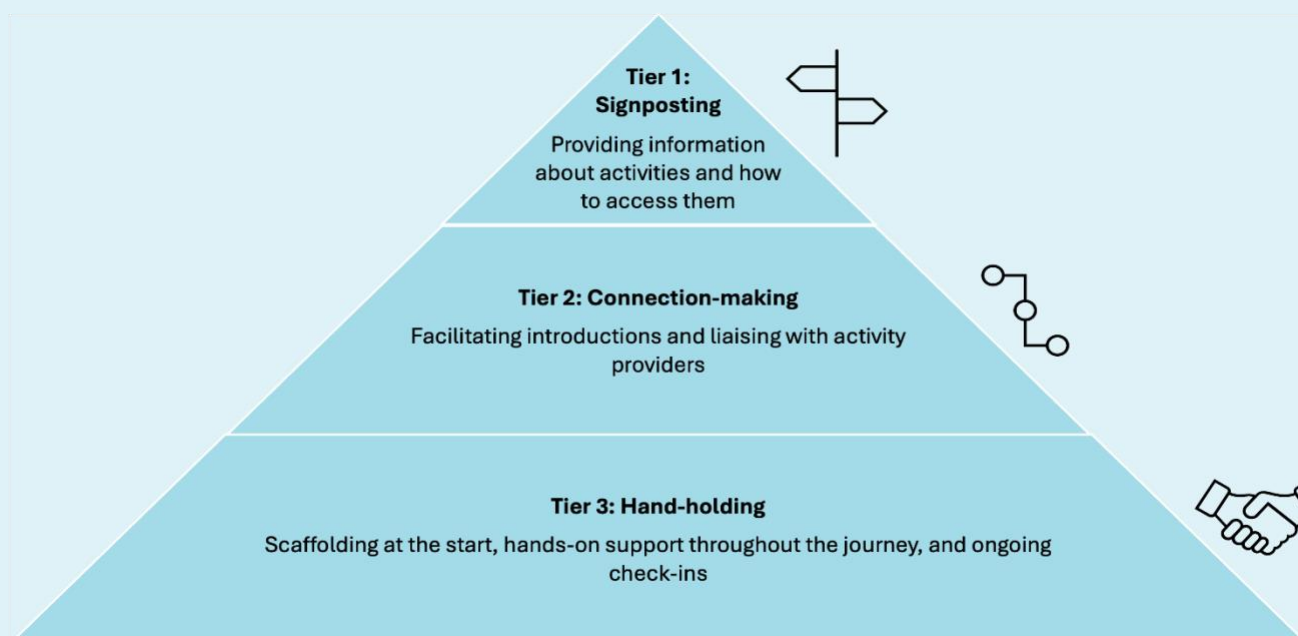 Tier 1:
Signposting
Providing information
about activities and how
to access them
Tier 2: Connection-making
Facilitating introductions and liaising with activity
providers
Tier 3: Hand-holding
Scaffolding at the start, hands-on support throughout the journey, and ongoing
check-ins